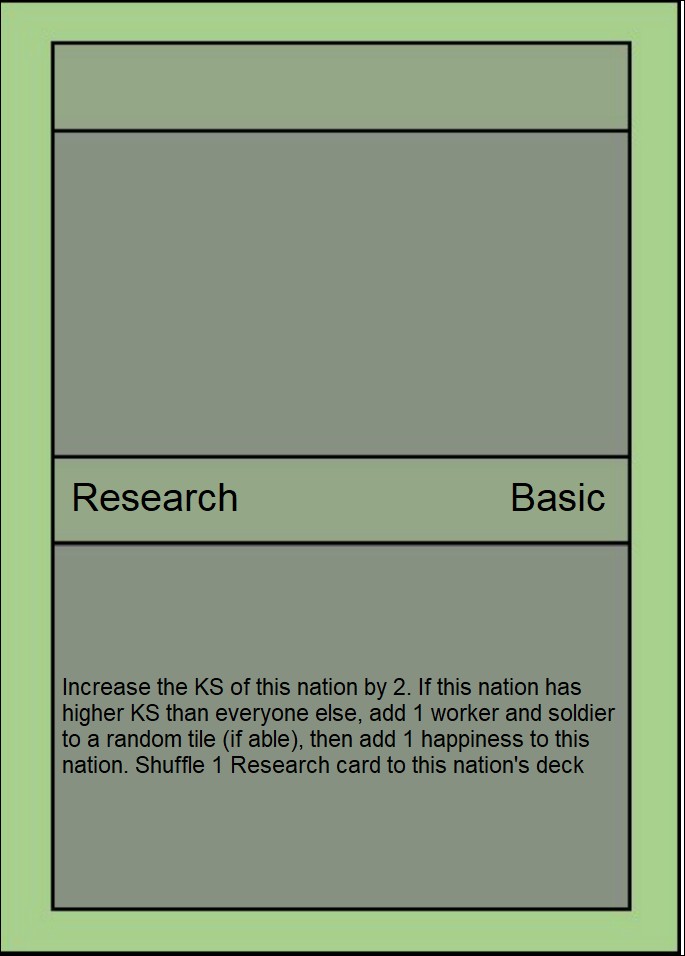 Research Basic
Increase the KS of this nation by 2. If this nation has
higher KS than everyone else, add 1 worker and soldier
to a random tile (if able), then add 1 happiness to this
nation. Shuffle 1 Research card to this nation's deck